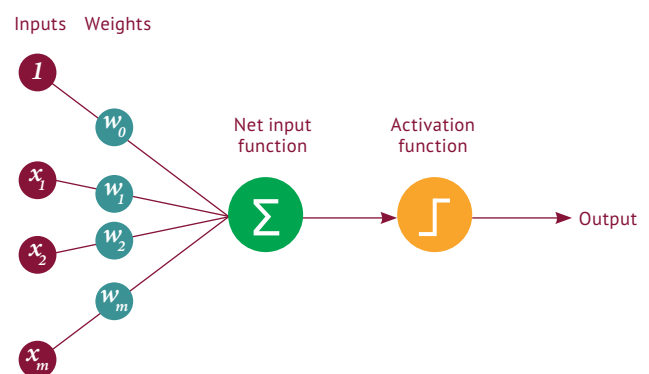 Inputs Weights
1
w0
Net input
function
Activation
function
x1
w1
Σ
Output
x2
w2
wm
xm